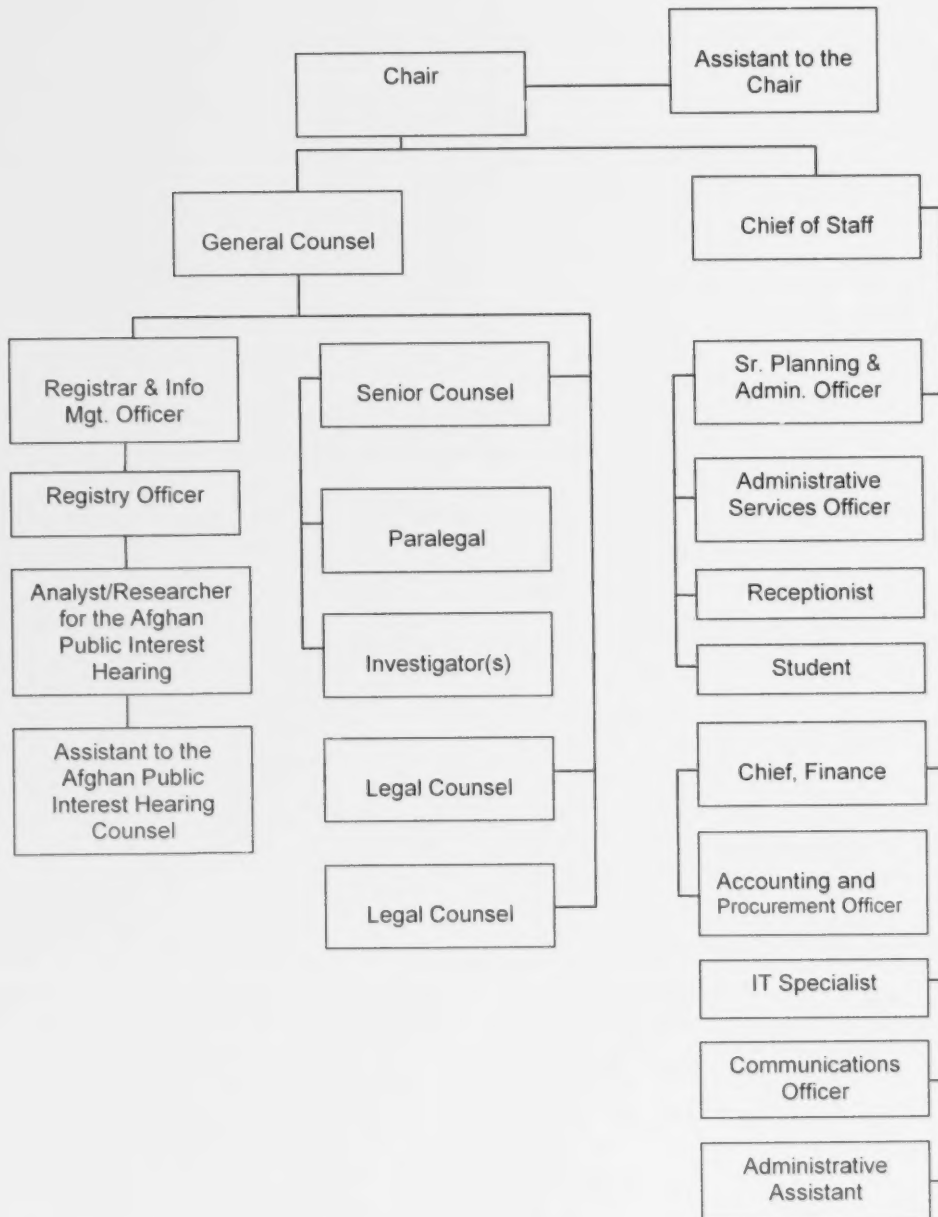 Chair
Assistant to the
Chair
General Counsel
Chief of Staff
Registrar & Info
Mgt. Officer
Registry Officer
Analyst/Researcher
for the Afghan
Public Interest
Hearing
Assistant to the
Afghan Public
Interest Hearing
Counsel
Senior Counsel
Paralegal
Investigator(s)
Legal Counsel
Legal Counsel
Sr. Planning &
Admin. Officer
Administrative
Services Officer
Receptionist
Student
Chief, Finance
Accounting and
Procurement Officer
IT Specialist
Communications
Officer
Administrative
Assistant